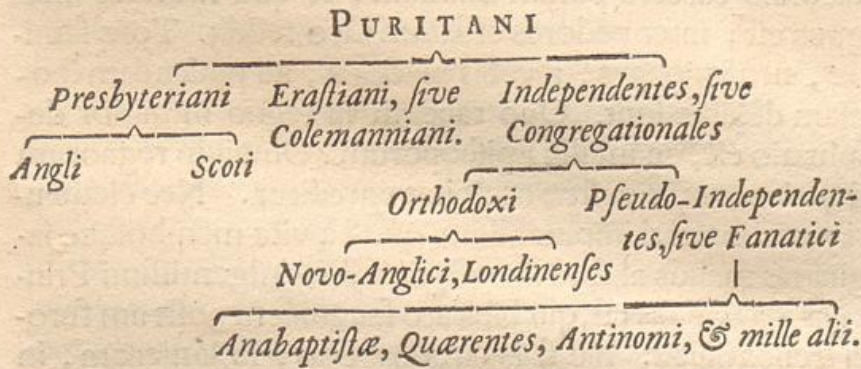 PURITANI
Presbyteriani Eraſtiani, ſive Independentes, ſive
Colemanniani. Congregationales
Angli Scoti
Orthodoxi Pſeudo-Independen-
tes, ſive Fanatici
Novo-Anglici, Londinenſes
Anabaptiſtæ, Quærentes, Antinomi, & mille alii.